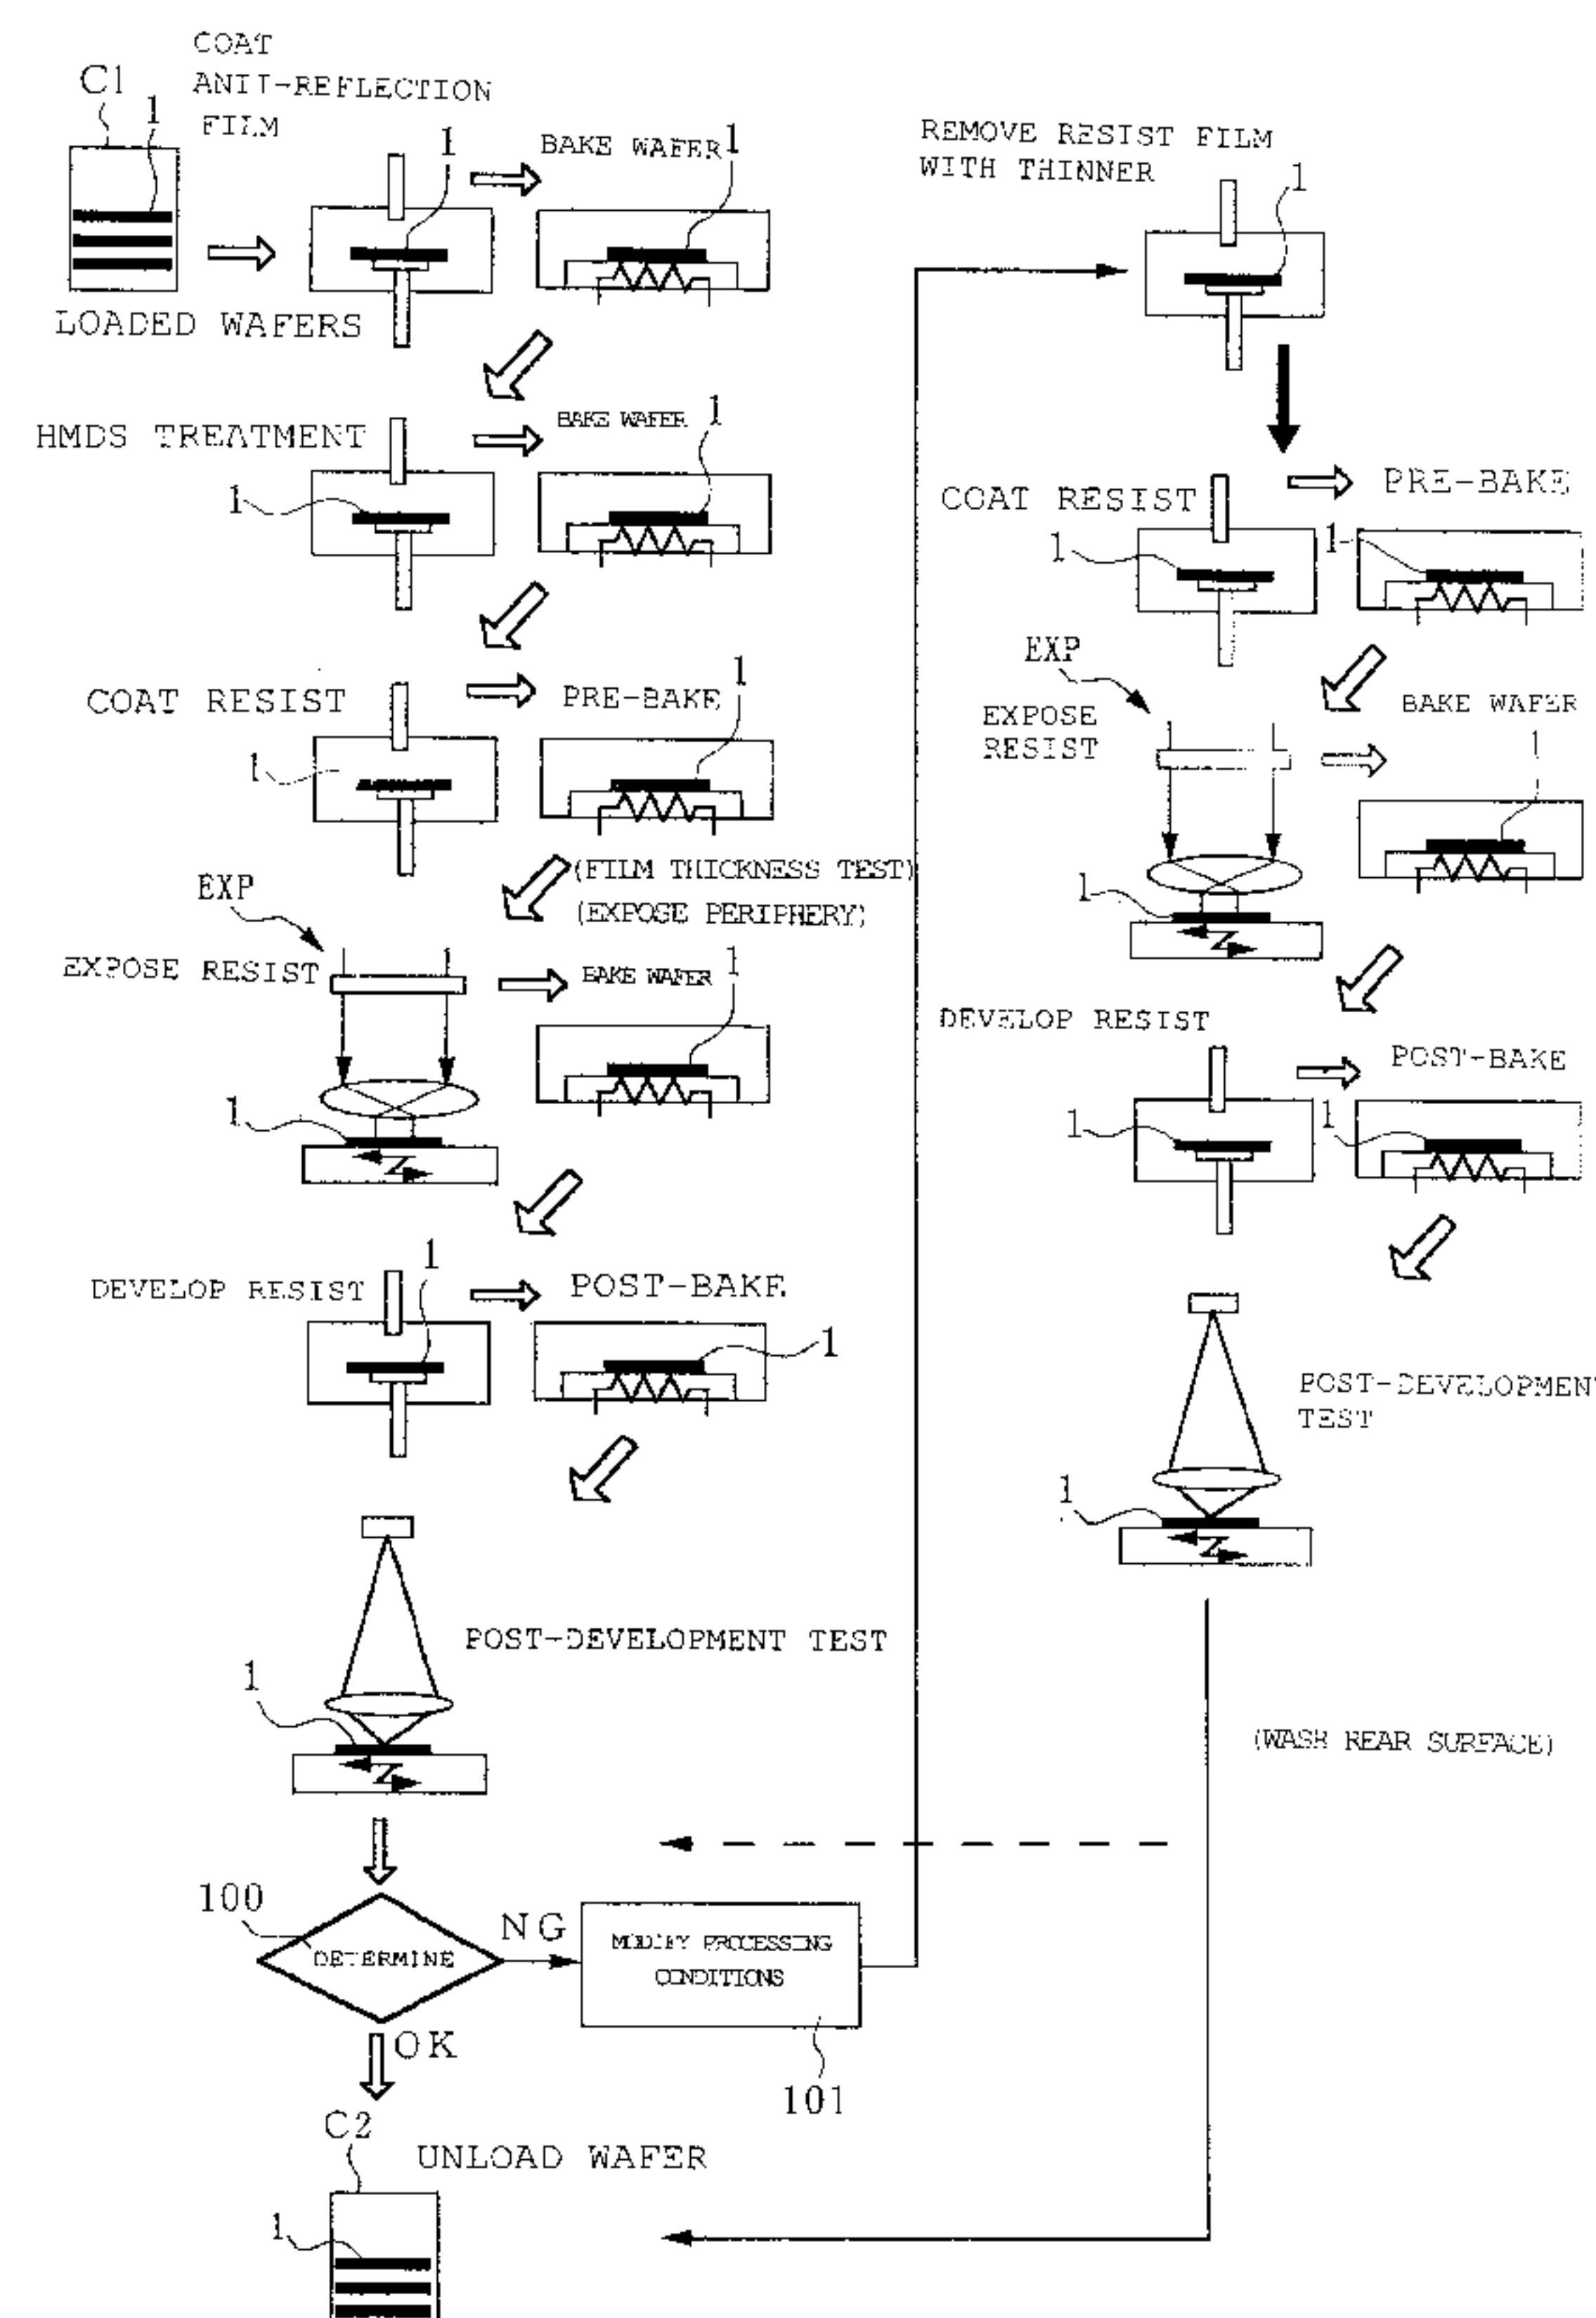 COAT
ANIT-REFLECTION
FILM
C1
1
1
BAKE WAFER
1
LOADED WAFERS
HMDS TREATMENT
BAKE WAFER
1
1
COAT RESIST
PRE-BAKE
1
1
(FILM THICKNESS TEST)
(EXPOSE PERIPHERY)
EXP
EXPOSE RESIST
BAKE WAFER
1
1
DEVELOP RESIST
1
POST-BAKE
1
POST-DEVELOPMENT TEST
1
100
DETERMINE
NG
MODIFY PROCESSING
CONDITIONS
101
OK
C2
UNLOAD WAFER
1
REMOVE RESIST FILM
WITH THINNER
1
COAT RESIST
PRE-BAKE
1
1
EXP
EXPOSE
RESIST
BAKE WAFER
1
1
DEVELOP RESIST
POST-BAKE
1
1
POST-DEVELOPMENT
TEST
1
(WASH REAR SURFACE)